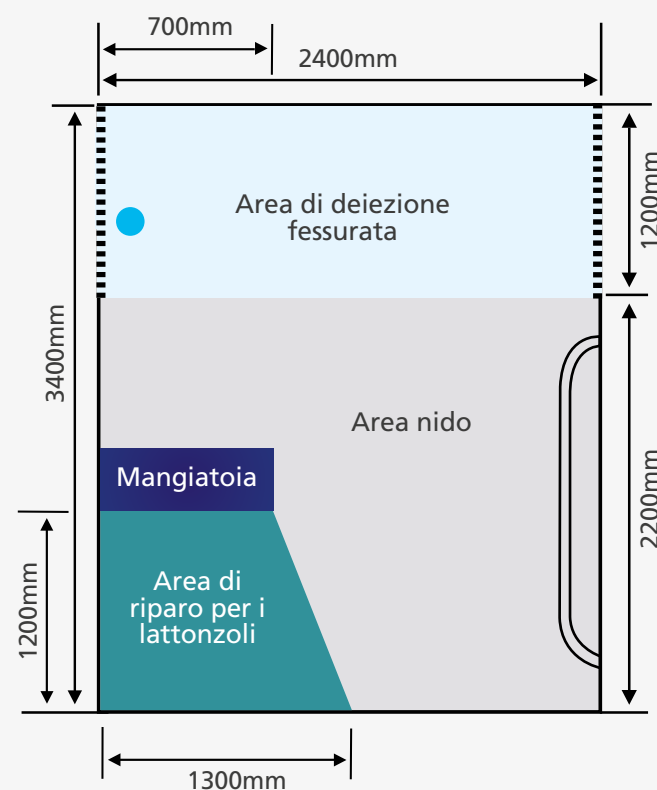 700mm
2400mm
Area di deiezione
fessurata
1200mm
3400mm
Area nido
Mangiatoia
2200mm
Area di
riparo per i
lattonzoli
1200mm
1300mm